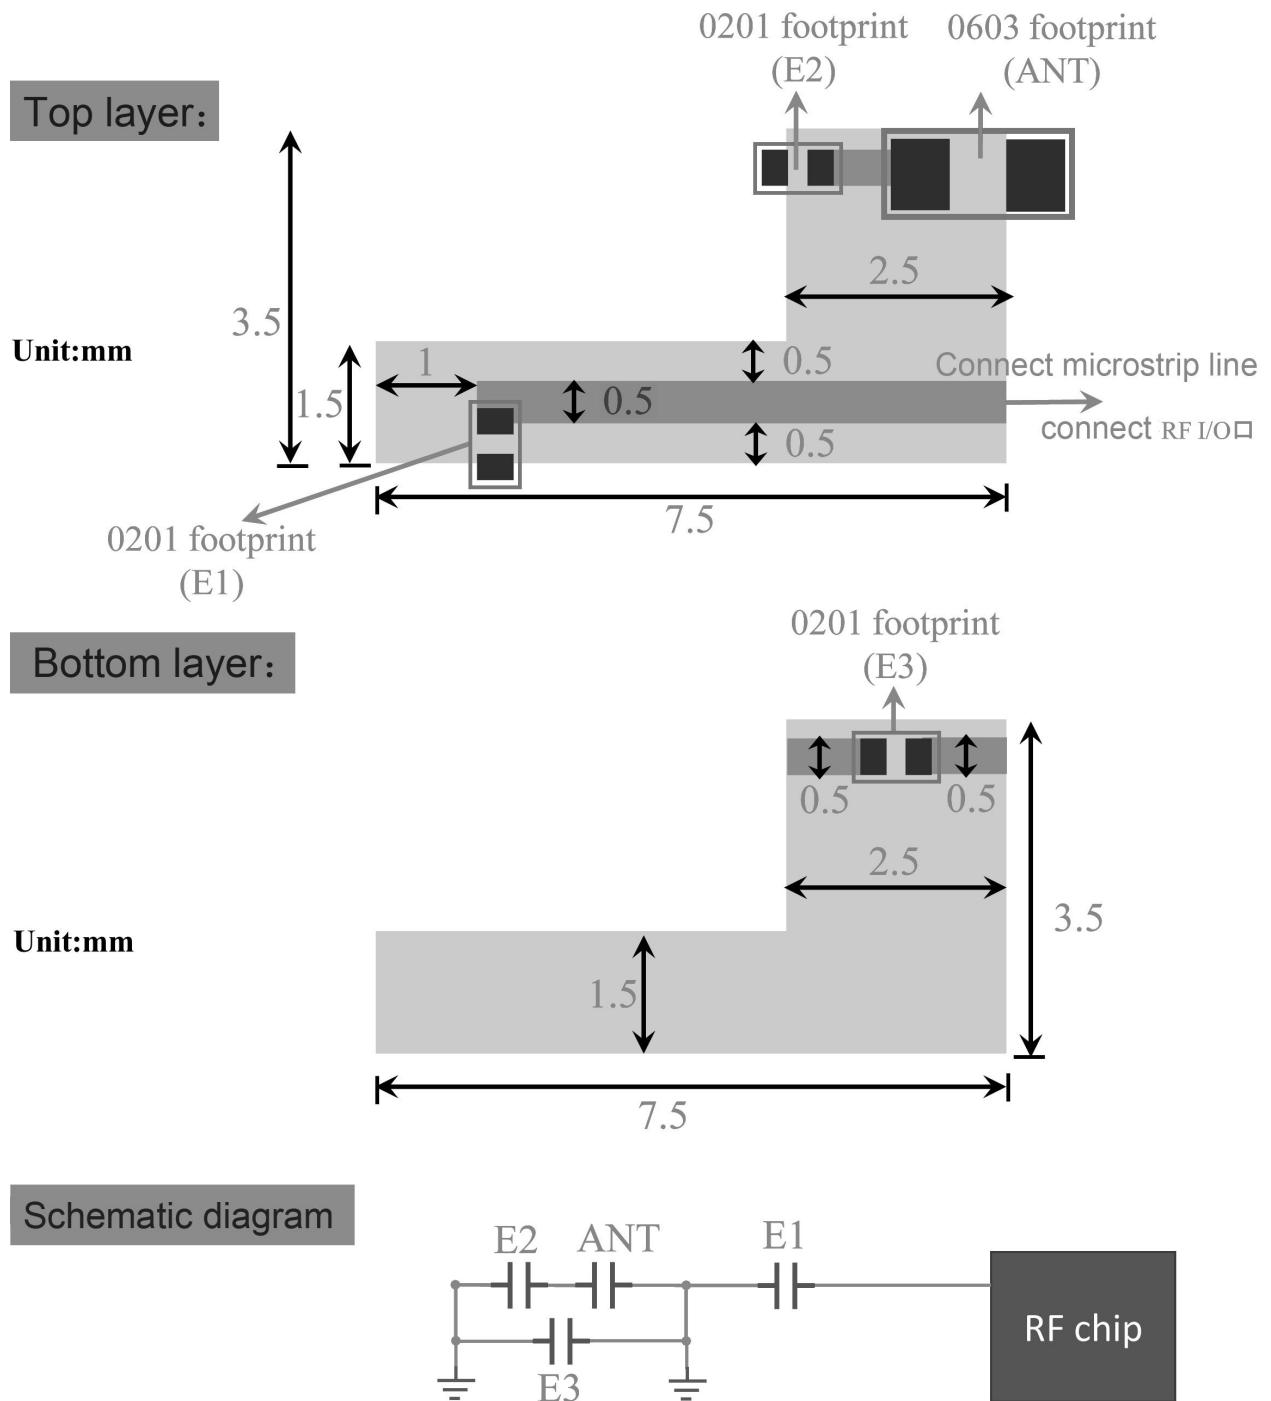 0201 footprint
(E2)
0603 footprint
(ANT)
Top layer：
2.5
3.5
Unit:mm
1
0.5
Connect microstrip line
1.5
0.5
connect RF I/O口
0.5
7.5
0201 footprint
(E1)
0201 footprint
(E3)
Bottom layer：
0.5
0.5
2.5
3.5
Unit:mm
1.5
7.5
Schematic diagram
E2
ANT
E1
RF chip
E3